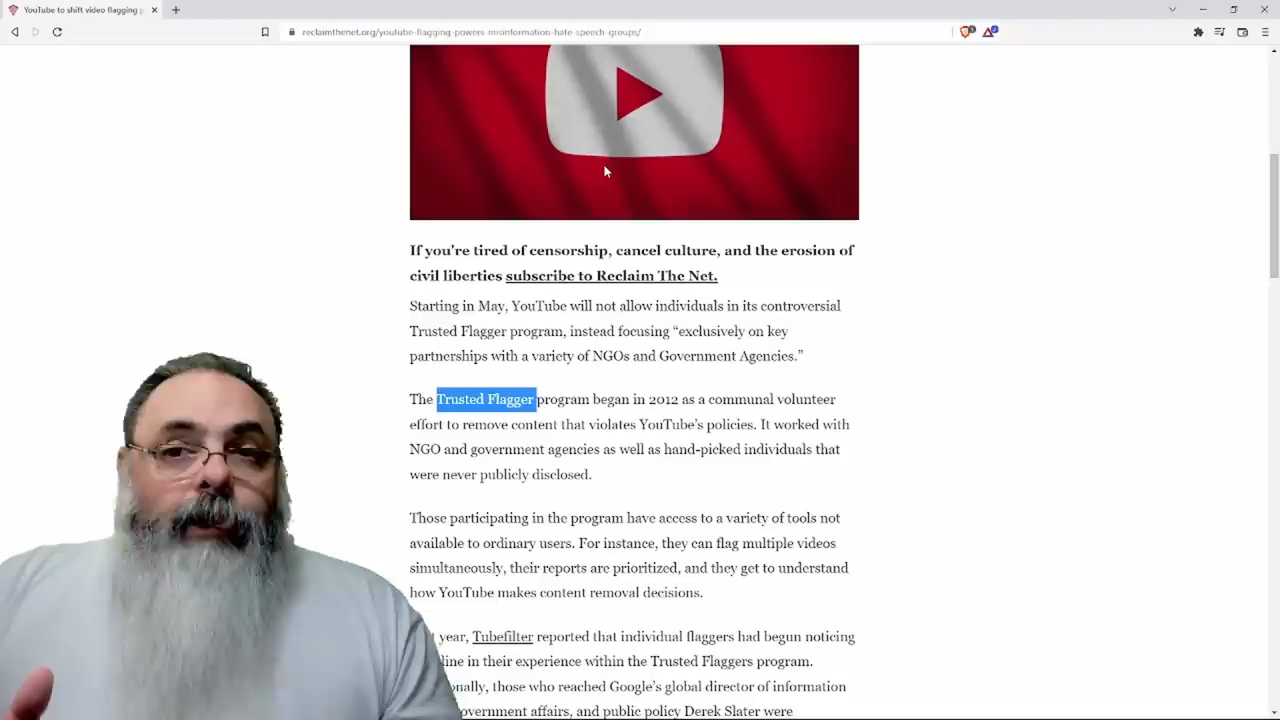 YouTube to shift video flagging p
reclaimthenet.org/youtube-flagging-powers-misinformation-hate-speech-groups/
If you're tired of censorship, cancel culture, and the erosion of
civil liberties subscribe to Reclaim The Net.
Starting in May, YouTube will not allow individuals in its controversial
Trusted Flagger program, instead focusing “exclusively on key
partnerships with a variety of NGOs and Government Agencies.”
The Trusted Flagger program began in 2012 as a communal volunteer
effort to remove content that violates YouTube's policies. It worked with
NGO and government agencies as well as hand-picked individuals that
were never publicly disclosed.
Those participating in the program have access to a variety of tools not
available to ordinary users. For instance, they can flag multiple videos
simultaneously, their reports are prioritized, and they get to understand
how YouTube makes content removal decisions.
t year, Tubefilter reported that individual flaggers had begun noticing
line in their experience within the Trusted Flaggers program.
onally, those who reached Google's global director of information
overnment affairs, and public policy Derek Slater were